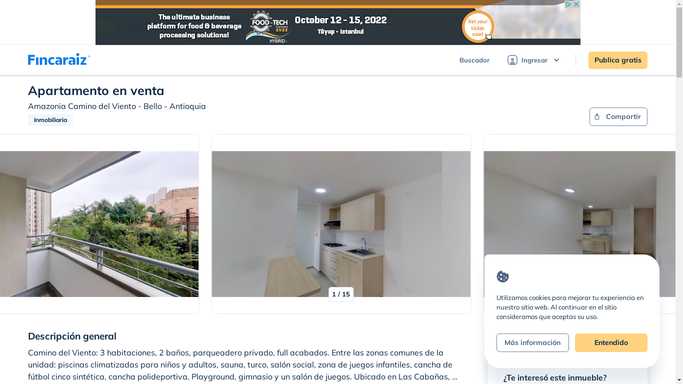 The ultimate business
platform for food & beverage
processing solutions!
FOOD-TECH
HYBRID
October 12 - 15, 2022
Tüyap - Istanbul
Fincaraiz
Buscador
Ingresar
Publica gratis
Apartamento en venta
Amazonia Camino del Viento - Bello - Antioquia
Inmobiliaria
Compartir
1 / 15
Utilizamos cookies para mejorar tu experiencia en
nuestro sitio web. Al continuar en el sitio
consideramos que aceptas su uso.
Más información
Entendido
Descripción general
Camino del Viento: 3 habitaciones, 2 baños, parqueadero privado, full acabados. Entre las zonas comunes de la
unidad: piscinas climatizadas para niños y adultos, sauna, turco, salón social, zona de juegos infantiles, cancha de
fútbol cinco sintética, cancha polideportiva, Playground, gimnasio y un salón de juegos. Ubicado en Las Cabañas, ...
¿Te interesó este inmueble?